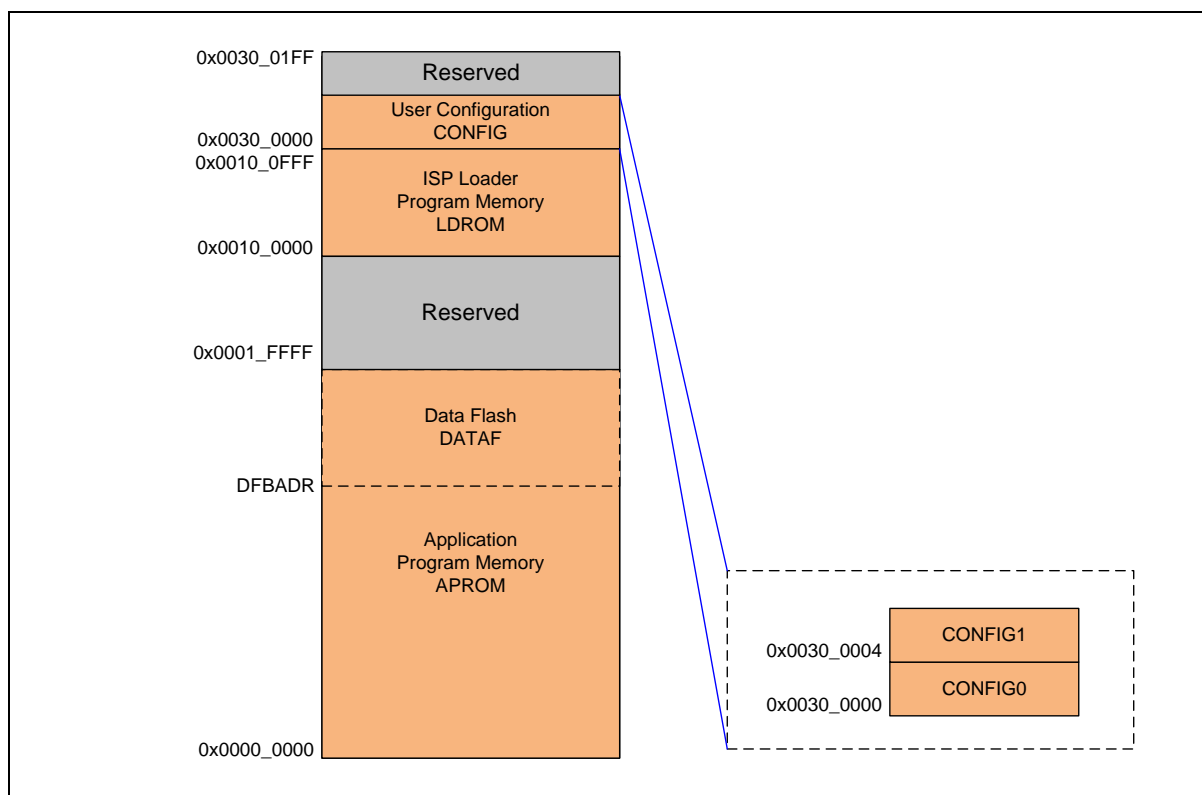 0x0030_01FF
Reserved
User Configuration
CONFIG
0x0030_0000
0x0010_0FFF
ISP Loader
Program Memory
LDROM
0x0010_0000
Reserved
0x0001_FFFF
Data Flash
DATAF
DFBADR
Application
Program Memory
APROM
0x0000_0000
CONFIG1
0x0030_0004
CONFIG0
0x0030_0000